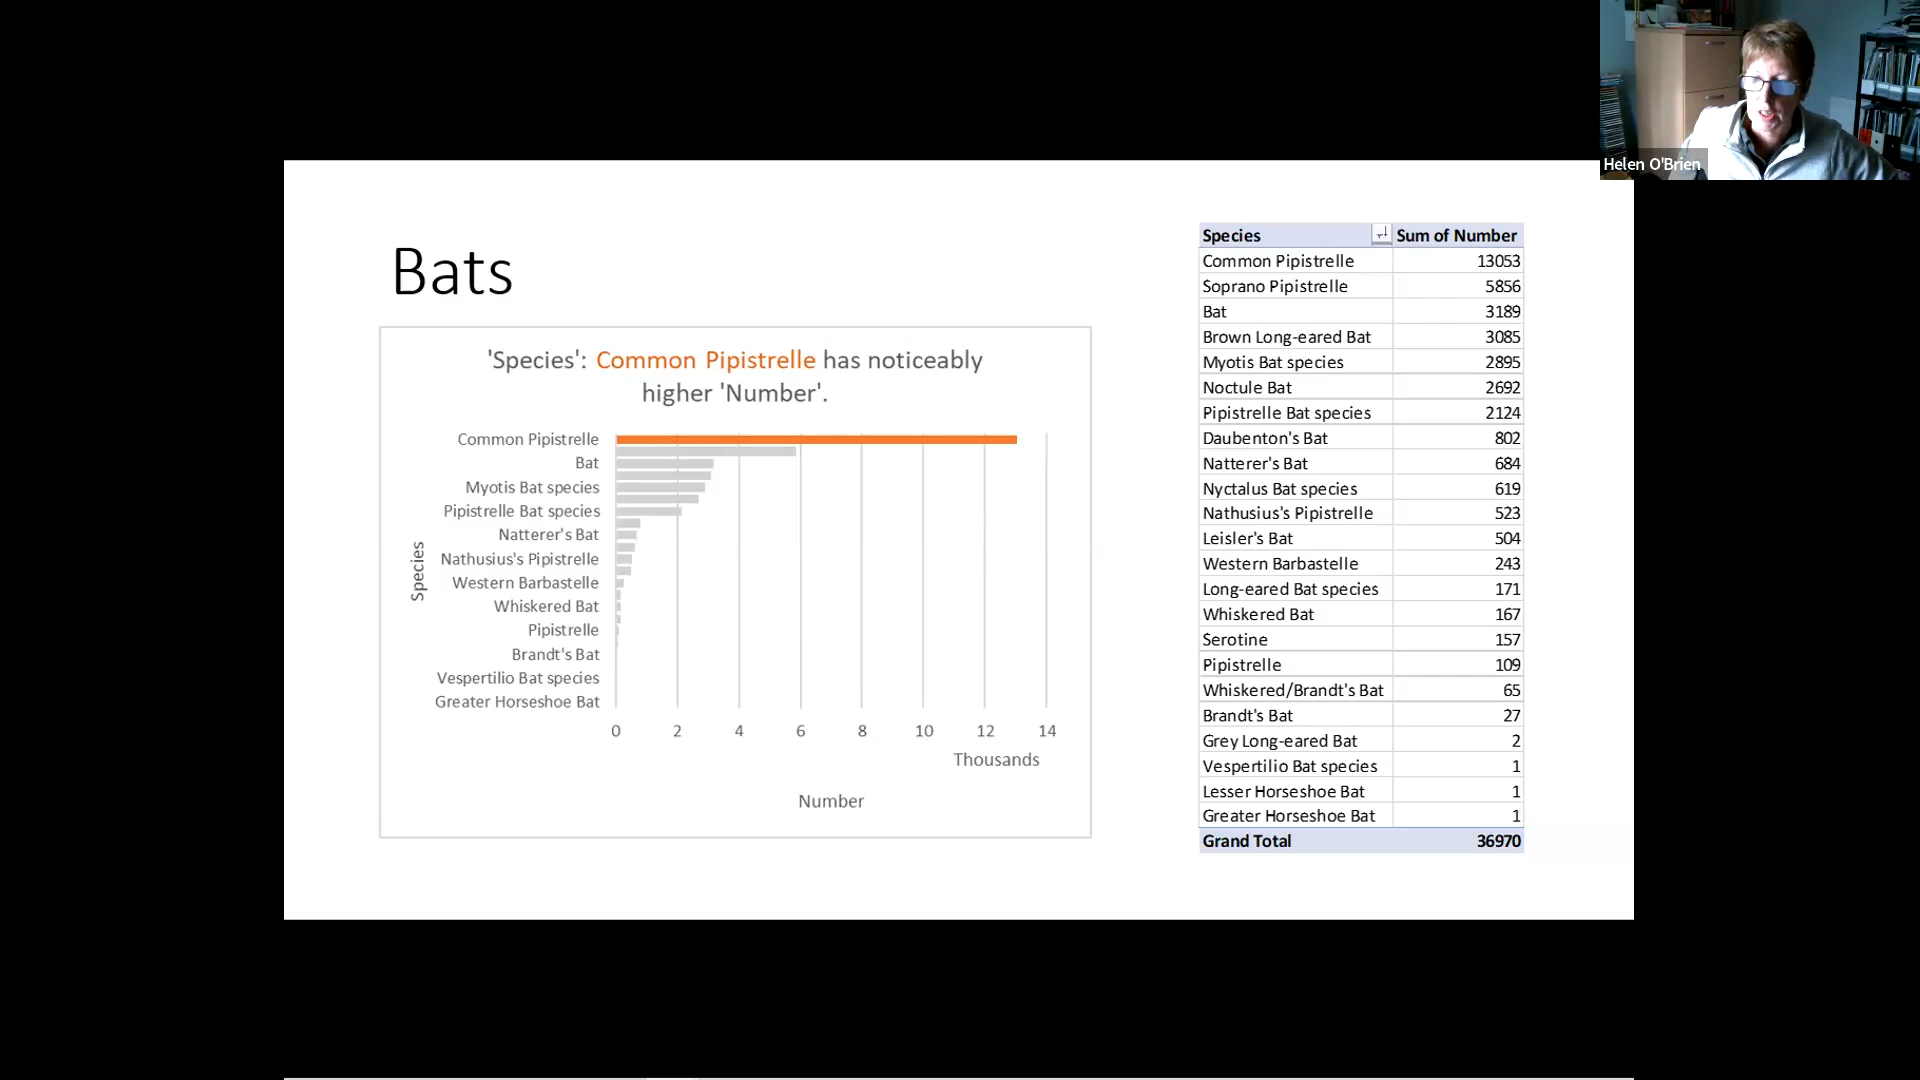 Helen O'Brien
Bats
'Species': Common Pipistrelle has noticeably
higher 'Number'.
Species
Common Pipistrelle
Bat
Myotis Bat species
Pipistrelle Bat species
Natterer's Bat
Nathusius's Pipistrelle
Western Barbastelle
Whiskered Bat
Pipistrelle
Brandt's Bat
Vespertilio Bat species
Greater Horseshoe Bat
0 2 4 6 8 10 12 14
Thousands
Number
Species Sum of Number
Common Pipistrelle 13053
Soprano Pipistrelle 5856
Bat 3189
Brown Long-eared Bat 3085
Myotis Bat species 2895
Noctule Bat 2692
Pipistrelle Bat species 2124
Daubenton's Bat 802
Natterer's Bat 684
Nyctalus Bat species 619
Nathusius's Pipistrelle 523
Leisler's Bat 504
Western Barbastelle 243
Long-eared Bat species 171
Whiskered Bat 167
Serotine 157
Pipistrelle 109
Whiskered/Brandt's Bat 65
Brandt's Bat 27
Grey Long-eared Bat 2
Vespertilio Bat species 1
Lesser Horseshoe Bat 1
Greater Horseshoe Bat 1
Grand Total 36970